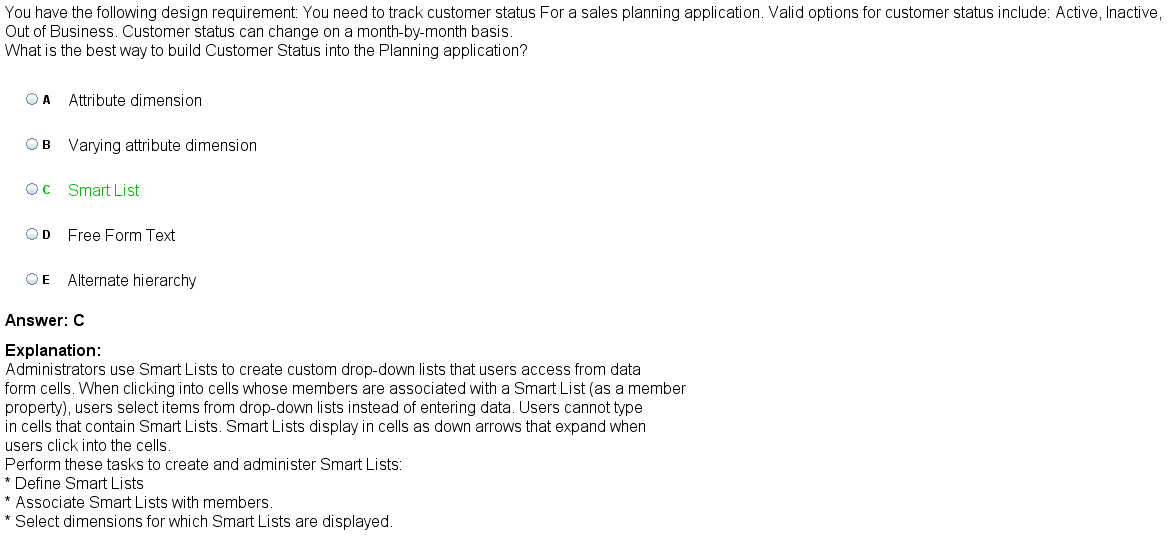 You have the following design requirement: You need to track customer status For a sales planning application. Valid options for customer status include: Active, Inactive,
Out of Business. Customer status can change on a month-by-month basis.
What is the best way to build Customer Status into the Planning application?
A Attribute dimension
B Varying attribute dimension
C Smart List
D Free Form Text
E Alternate hierarchy
Answer: C
Explanation:
Administrators use Smart Lists to create custom drop-down lists that users access from data
form cells. When clicking into cells whose members are associated with a Smart List (as a member
property), users select items from drop-down lists instead of entering data. Users cannot type
in cells that contain Smart Lists. Smart Lists display in cells as down arrows that expand when
users click into the cells.
Perform these tasks to create and administer Smart Lists:
* Define Smart Lists
* Associate Smart Lists with members.
* Select dimensions for which Smart Lists are displayed.